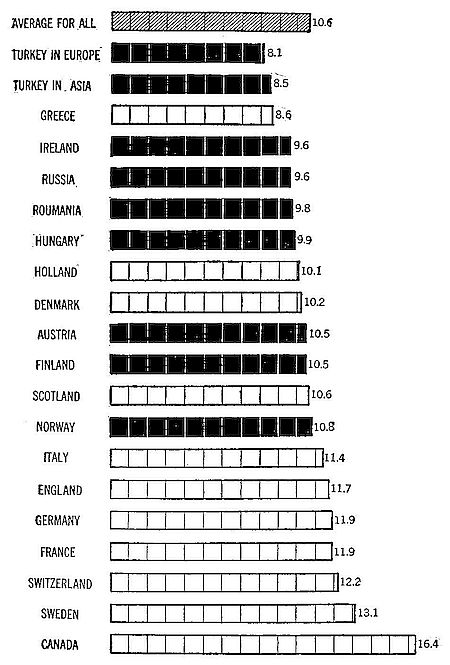 AVERAGE FOR ALL 10.6
TURKEY IN EUROPE 8.1
TURKEY IN ASIA 8.5
GREECE 8.6
IRELAND 9.6
RUSSIA 9.6
ROUMANIA 9.8
HUNGARY 9.9
HOLLAND 10.1
DENMARK 10.2
AUSTRIA 10.5
FINLAND 10.5
SCOTLAND 10.6
NORWAY 10.8
ITALY 11.4
ENGLAND 11.7
GERMANY 11.9
FRANCE 11.9
SWITZERLAND 12.2
SWEDEN 13.1
CANADA 16.4